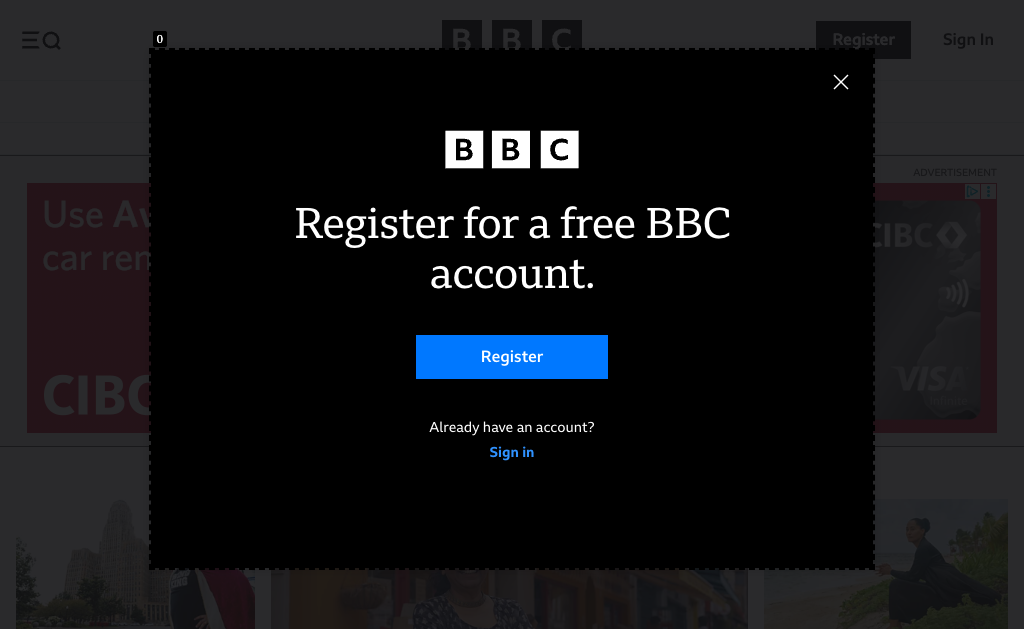 0
BBC
Register
Sign In
ADVERTISEMENT
Use Av
car ren
CIBC
CIBC
VISA
BBC
Register for a free BBC
account.
Register
Already have an account?
Sign in